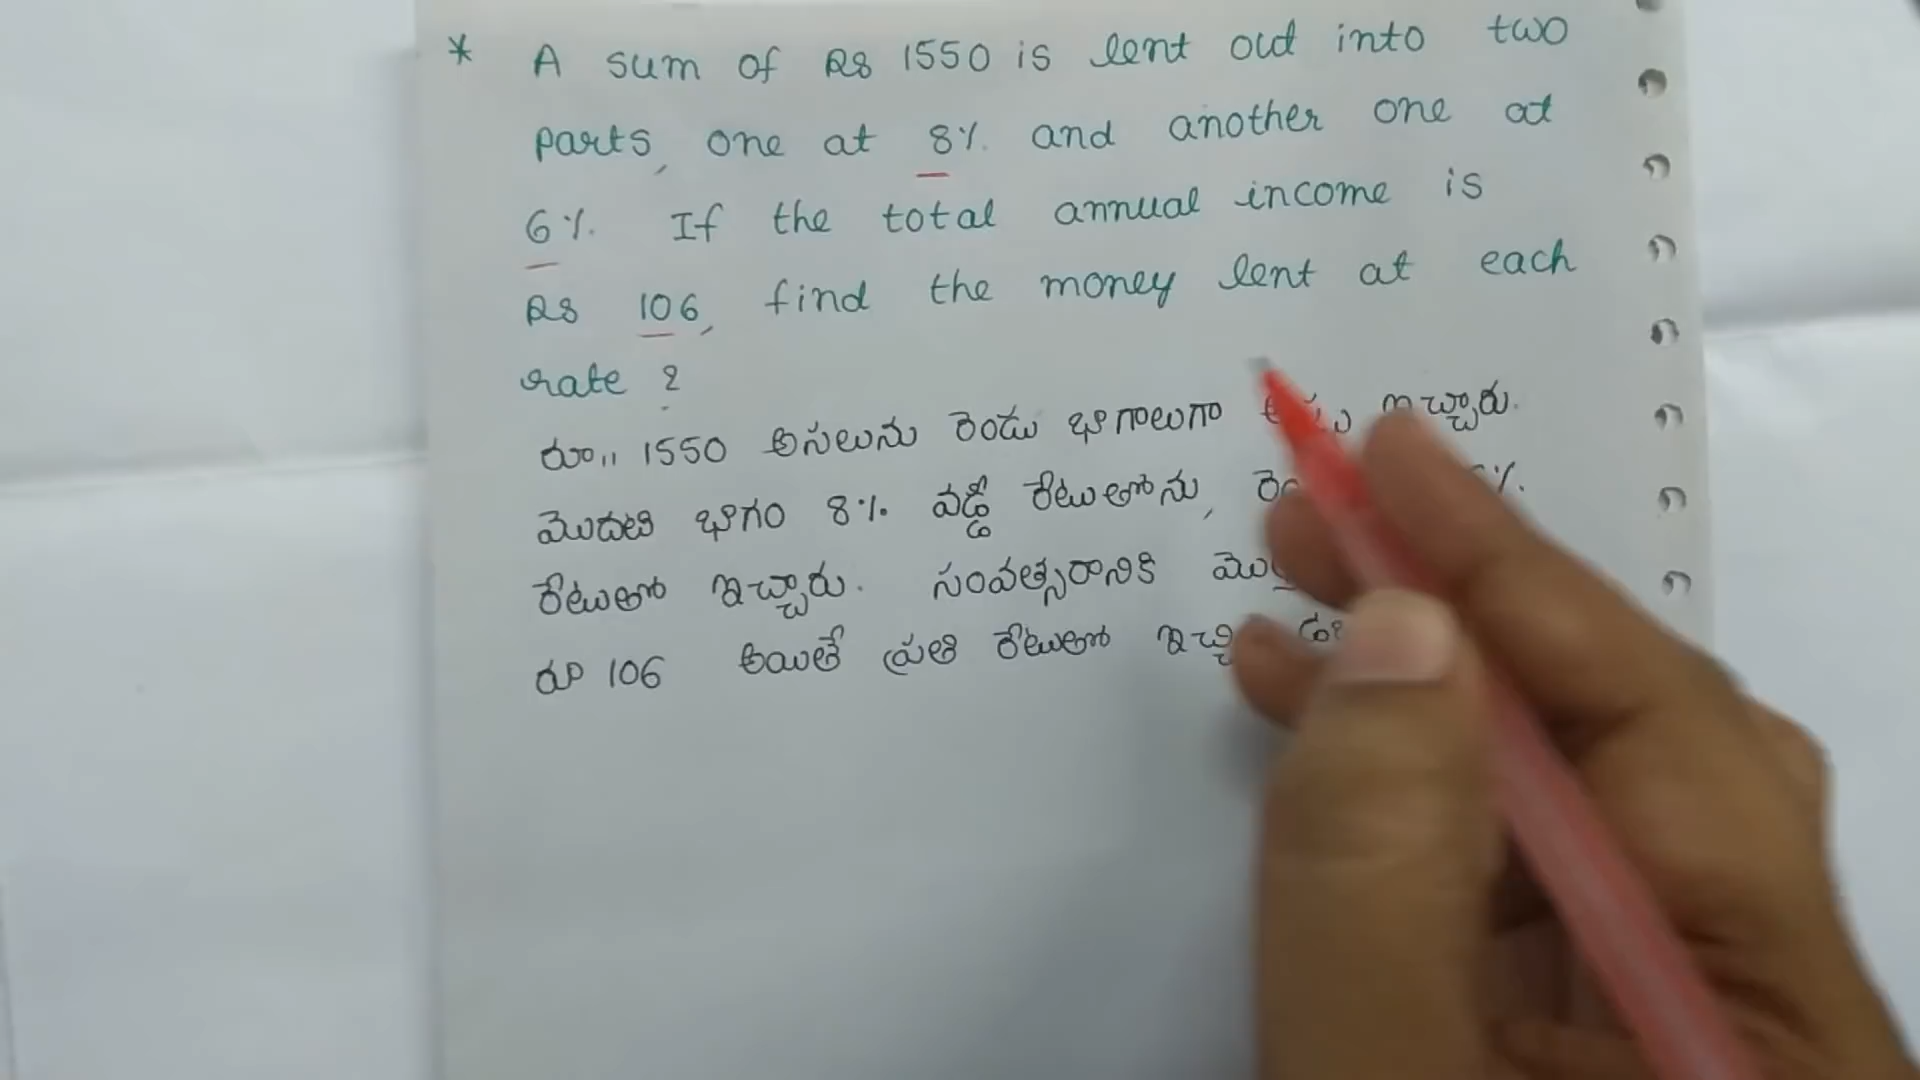 * A sum of Rs 1550 is lent out into two
parts, one at 8% and another one at
6%. If the total annual income is
Rs 106, find the money lent at each
rate ?
రూ,, 1550 అసలును రెండు భాగాలుగా ఇచ్చారు.
మొదటి భాగం 8% వడ్డీ రేటుతోను,
రేటుతో ఇచ్చారు. సంవత్సరానికి
రూ 106 అయితే ప్రతి రేటుతో